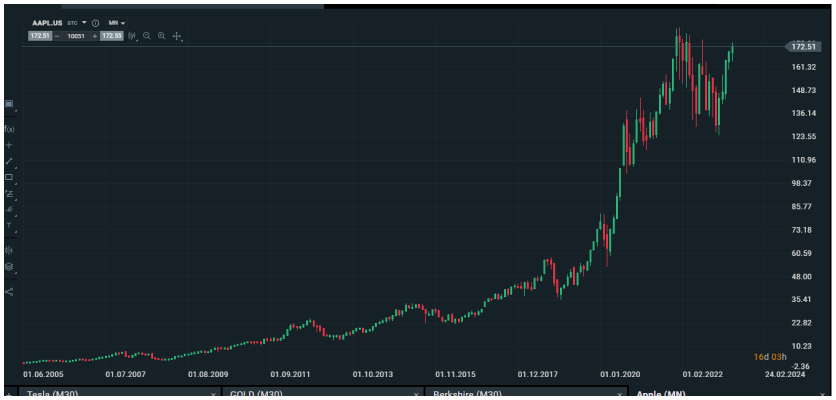 AAPL.US STC MN
172.51 – 10051 + 172.55
172.51
161.32
148.73
136.14
123.55
110.96
98.37
85.77
73.18
60.59
48.00
35.41
22.82
10.23
-2.36
f(x)
T
16d 03h
01.06.2005 01.07.2007 01.08.2009 01.09.2011 01.10.2013 01.11.2015 01.12.2017 01.01.2020 01.02.2022 24.02.2024
+ Tesla (M30) × GOLD (M30) × Berkshire (M30) × Apple (MN) ×